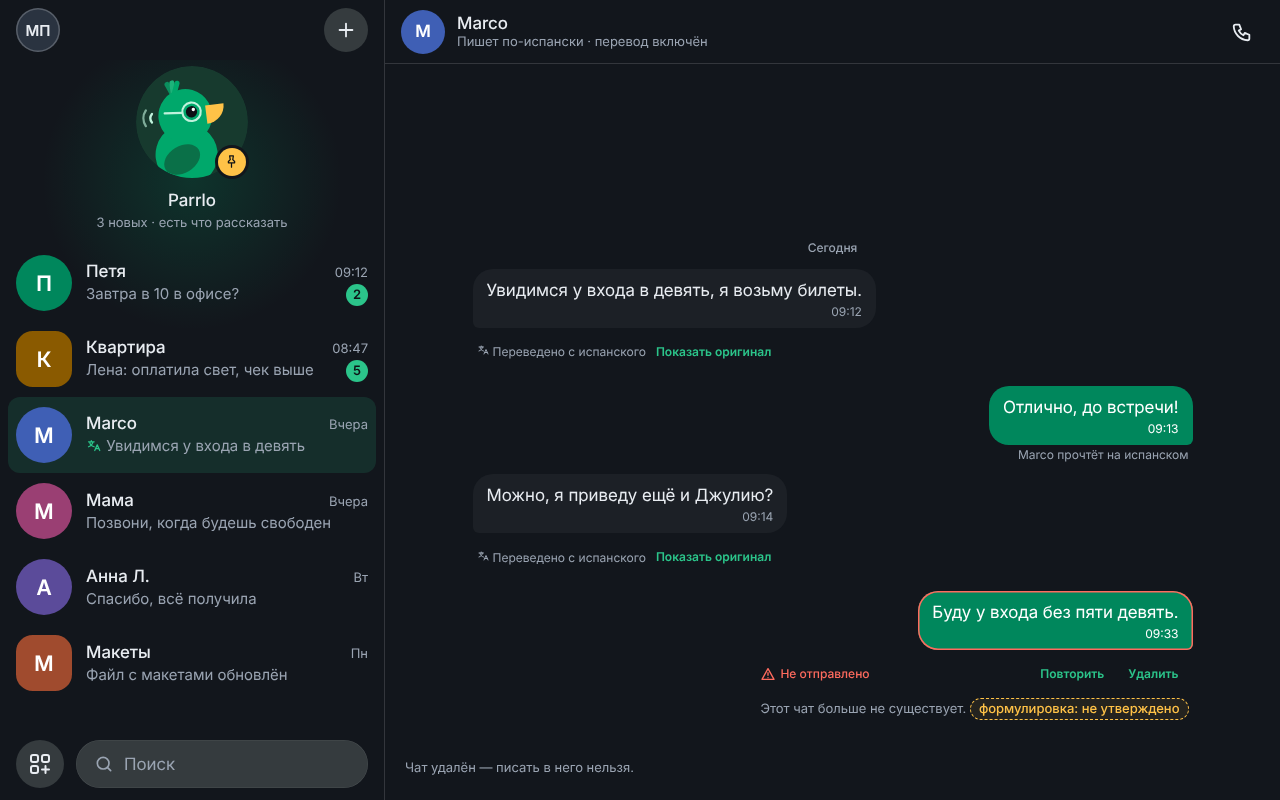 МП
Parrlo
3 новых · есть что рассказать
П
Петя
09:12
Завтра в 10 в офисе?
2
К
Квартира
08:47
Лена: оплатила свет, чек выше
5
M
Marco
Вчера
Увидимся у входа в девять
М
Мама
Вчера
Позвони, когда будешь свободен
А
Анна Л.
Вт
Спасибо, всё получила
М
Макеты
Пн
Файл с макетами обновлён
Поиск
M
Marco
Пишет по-испански · перевод включён
Сегодня
Увидимся у входа в девять, я возьму билеты.
09:12
Переведено с испанского Показать оригинал
Отлично, до встречи!
09:13
Marco прочтёт на испанском
Можно, я приведу ещё и Джулию?
09:14
Переведено с испанского Показать оригинал
Буду у входа без пяти девять.
09:33
Не отправлено Повторить Удалить
Этот чат больше не существует. формулировка: не утверждено
Чат удалён — писать в него нельзя.